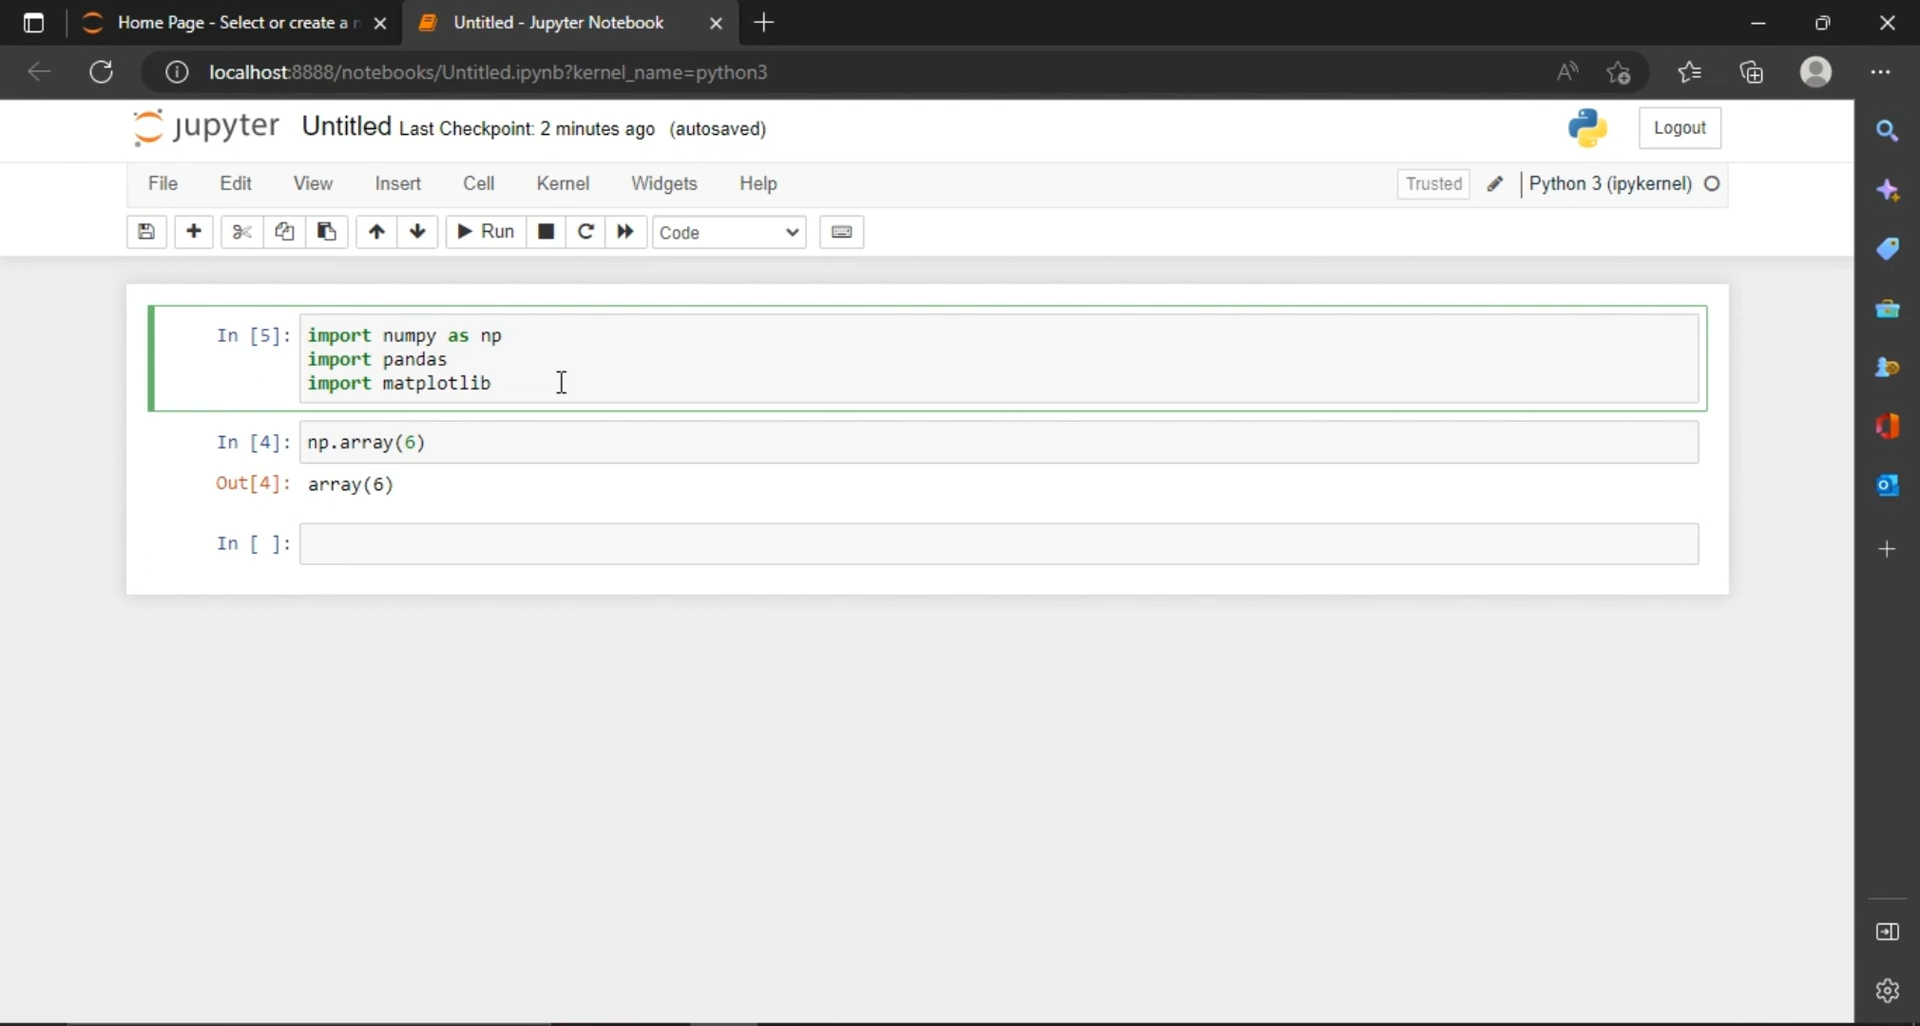 Home Page - Select or create a n
Untitled - Jupyter Notebook
localhost:8888/notebooks/Untitled.ipynb?kernel_name=python3
jupyter Untitled Last Checkpoint: 2 minutes ago (autosaved)
Logout
File Edit View Insert Cell Kernel Widgets Help
Trusted Python 3 (ipykernel)
Run Code
In [5]: import numpy as np
import pandas
import matplotlib
In [4]: np.array(6)
Out[4]: array(6)
In [ ]: